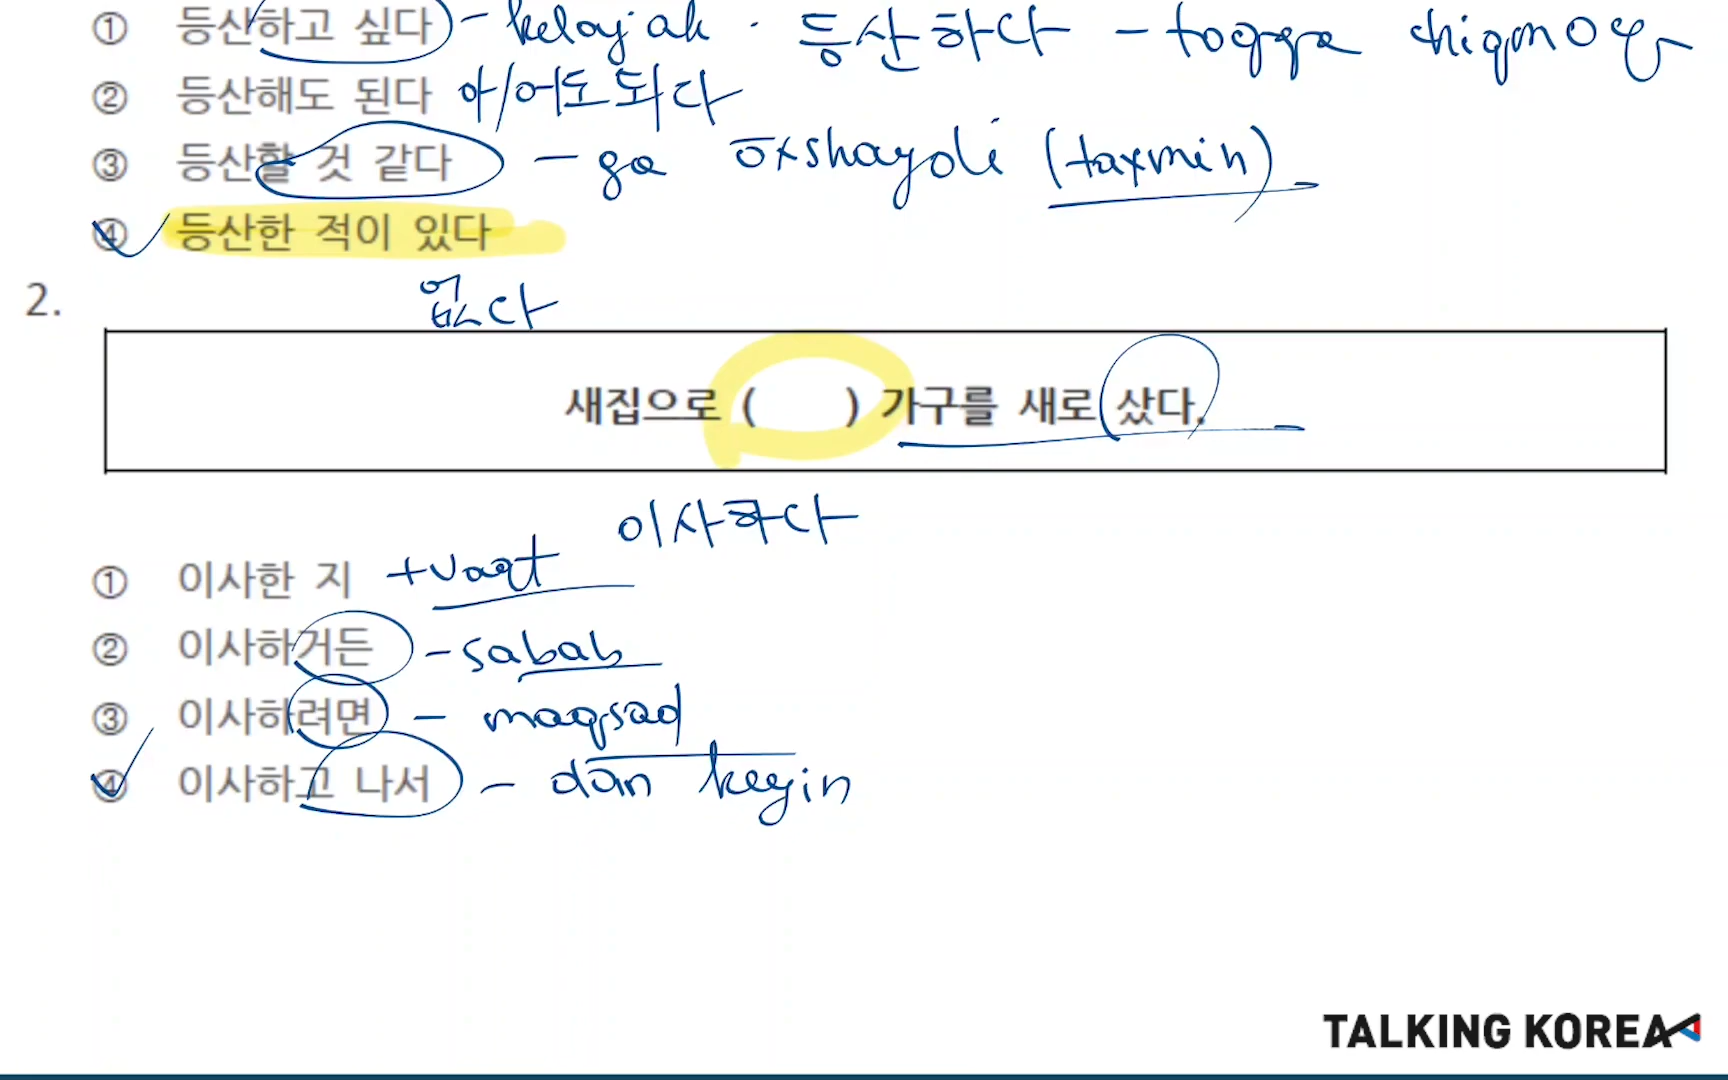 ① 등산하고 싶다 - kelajak · 등산하다 - toqqa chiqmoq
② 등산해도 된다 아/어도 되다
③ 등산할 것 같다 - ga oxshaydi (taxmin)
④ 등산한 적이 있다
없다
2.
새집으로 ( ) 가구를 새로 샀다.
이사하다
① 이사한 지 + vaqt
② 이사하거든 - sabab
③ 이사하려면 - maqsad
④ 이사하고 나서 - dan keyin
TALKING KOREA